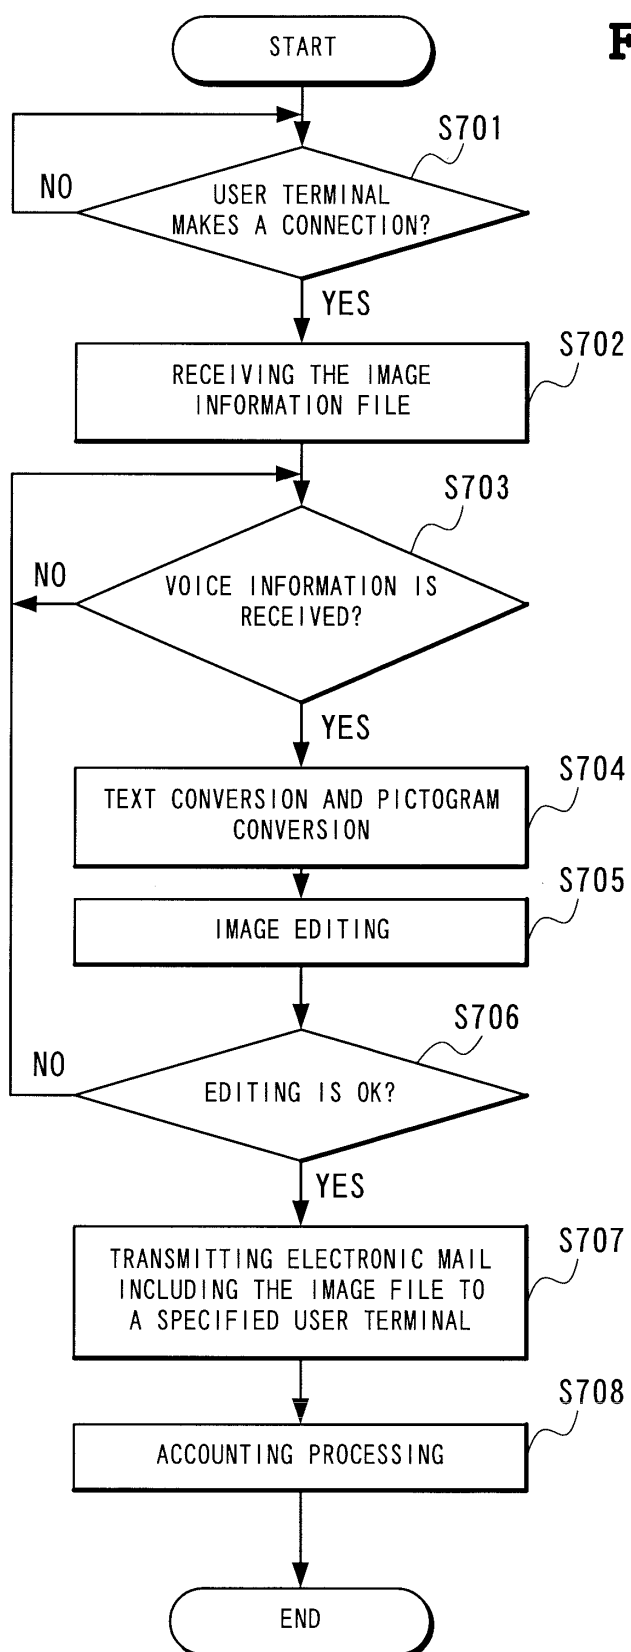 START
F
S701
NO
USER TERMINAL
MAKES A CONNECTION?
YES
S702
RECEIVING THE IMAGE
INFORMATION FILE
S703
NO
VOICE INFORMATION IS
RECEIVED?
YES
S704
TEXT CONVERSION AND PICTOGRAM
CONVERSION
S705
IMAGE EDITING
S706
NO
EDITING IS OK?
YES
S707
TRANSMITTING ELECTRONIC MAIL
INCLUDING THE IMAGE FILE TO
A SPECIFIED USER TERMINAL
S708
ACCOUNTING PROCESSING
END